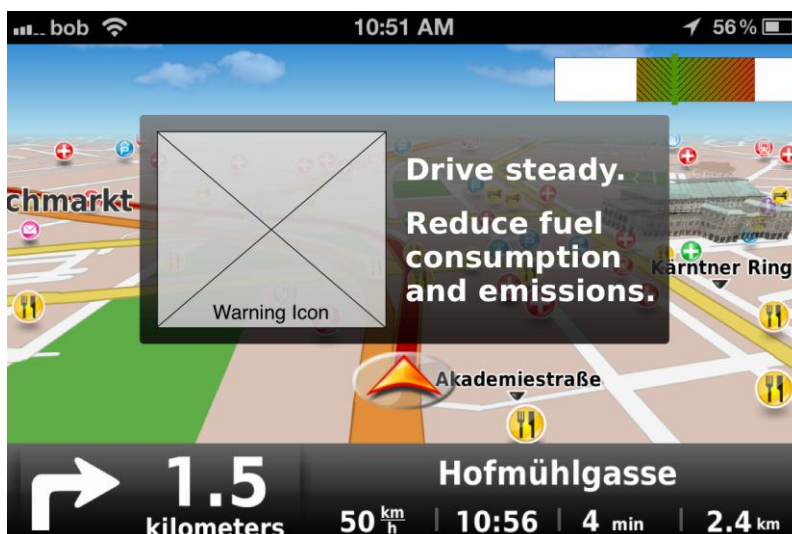 bob 10:51 AM 56%
Drive steady.
Reduce fuel
consumption
and emissions.
Warning Icon
chmarkt
Kärntner Ring
Akademiestraße
1.5
kilometers
Hofmühlgasse
50 km/h | 10:56 | 4 min | 2.4 km